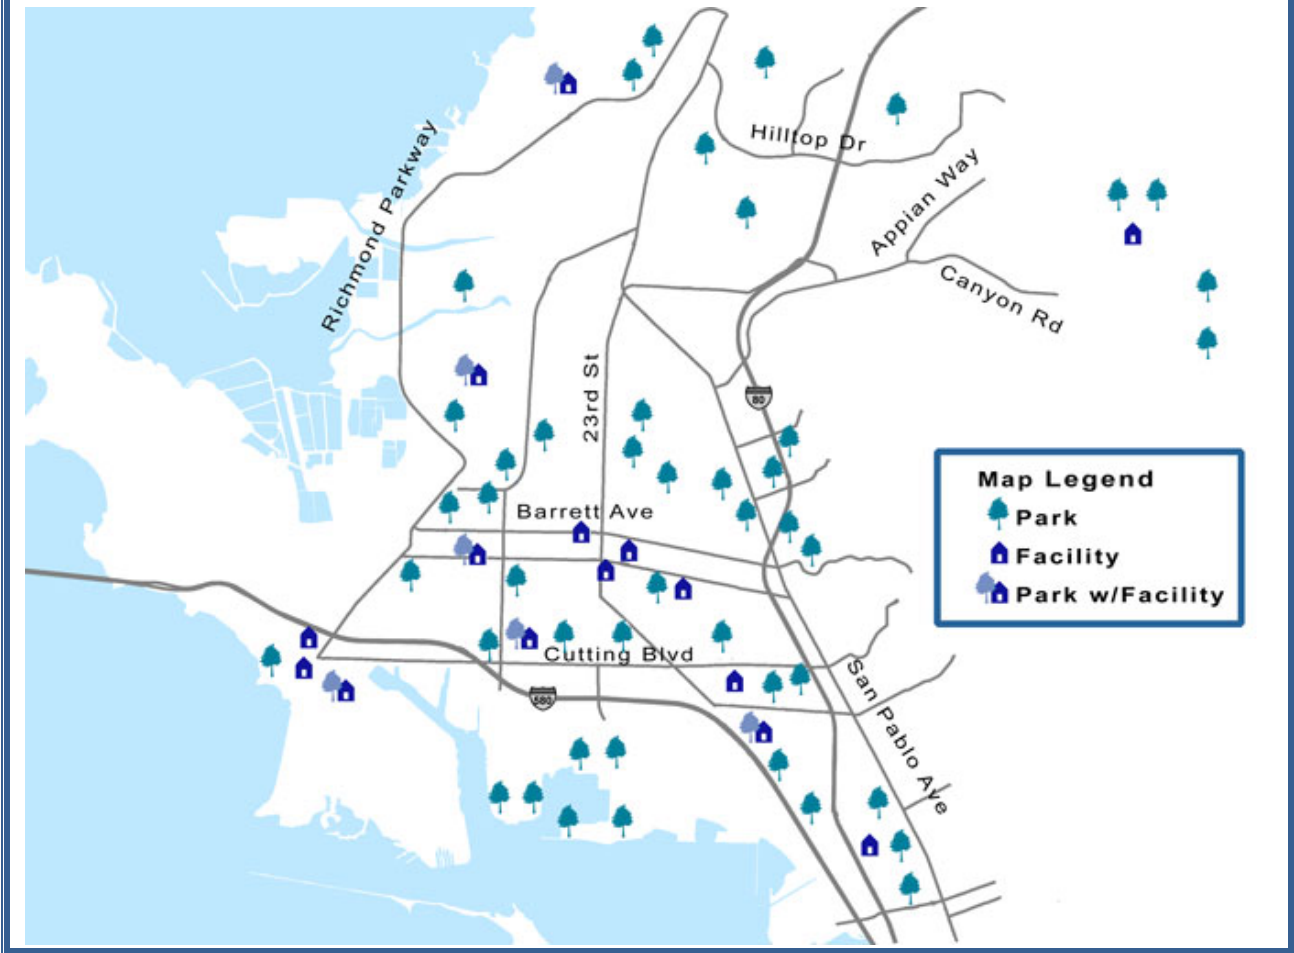 Hilltop Dr
Richmond Parkway
Appian Way
Canyon Rd
23rd St
80
Map Legend
Park
Facility
Park w/Facility
Barrett Ave
Cutting Blvd
San Pablo Ave
580